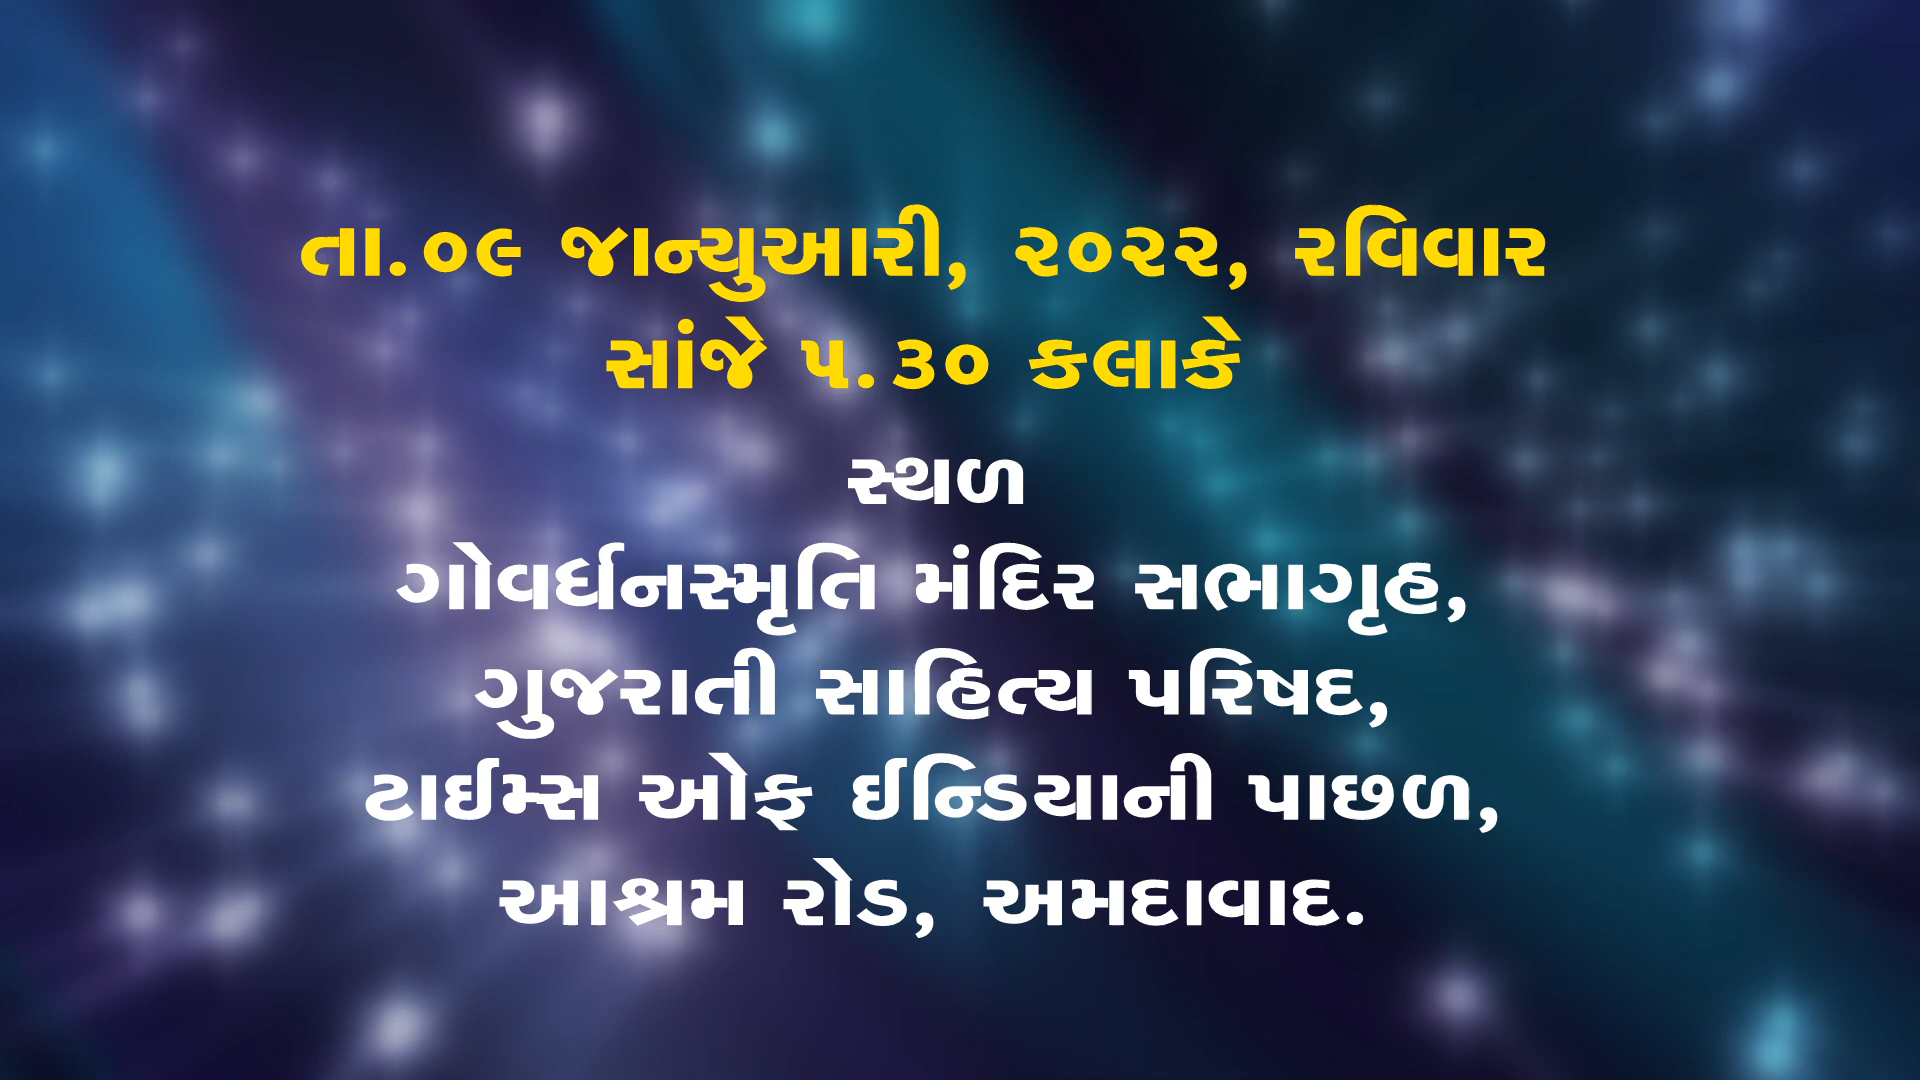 તા.૦૯ જાન્યુઆરી, ૨૦૨૨, રવિવાર
સાંજે ૫.૩૦ કલાકે
સ્થળ
ગોવર્ધનસ્મૃતિ મંદિર સભાગૃહ,
ગુજરાતી સાહિત્ય પરિષદ,
ટાઈમ્સ ઓફ ઈન્ડિયાની પાછળ,
આશ્રમ રોડ, અમદાવાદ.